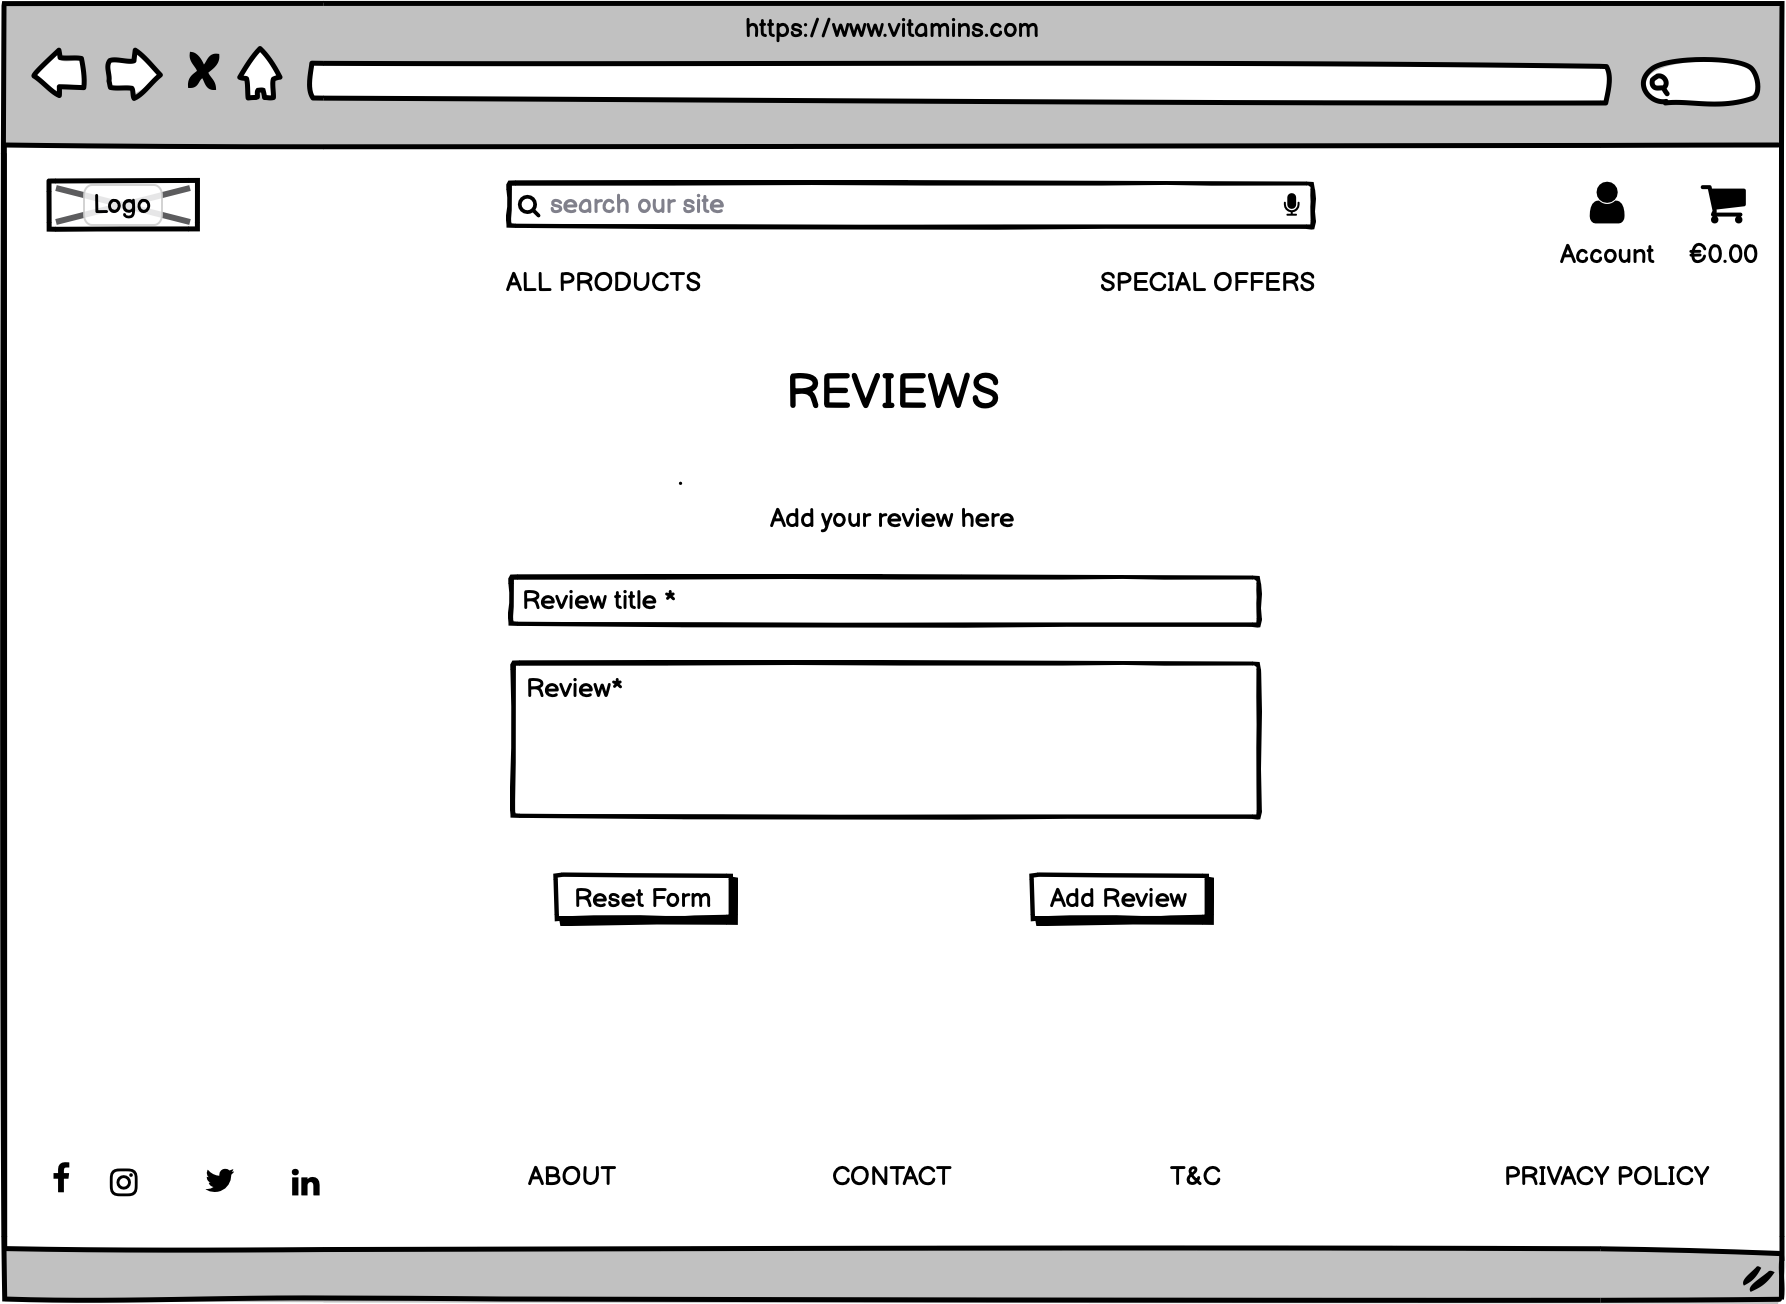 https://www.vitamins.com
Logo
search our site
Account
€0.00
ALL PRODUCTS
SPECIAL OFFERS
REVIEWS
.
Add your review here
Review title *
Review*
Reset Form
Add Review
ABOUT
CONTACT
T&C
PRIVACY POLICY